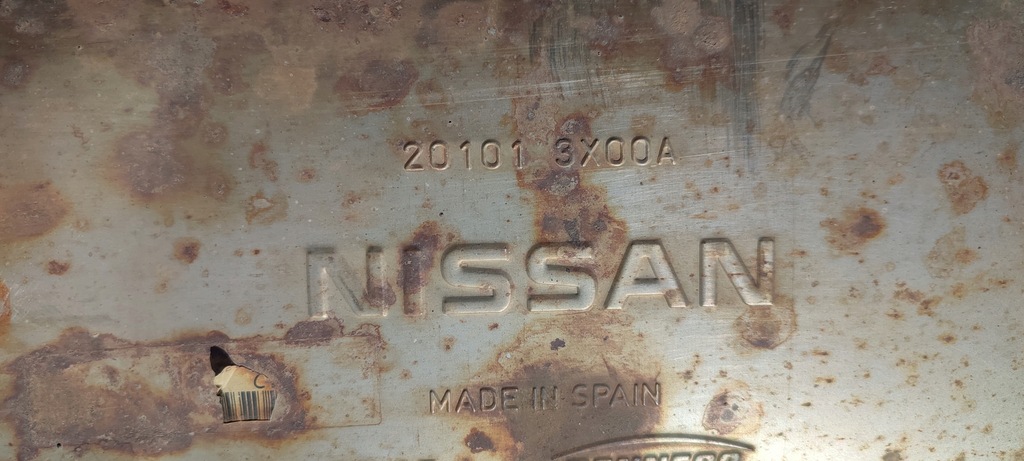 20101 3X00A
NISSAN
C
MADE IN SPAIN